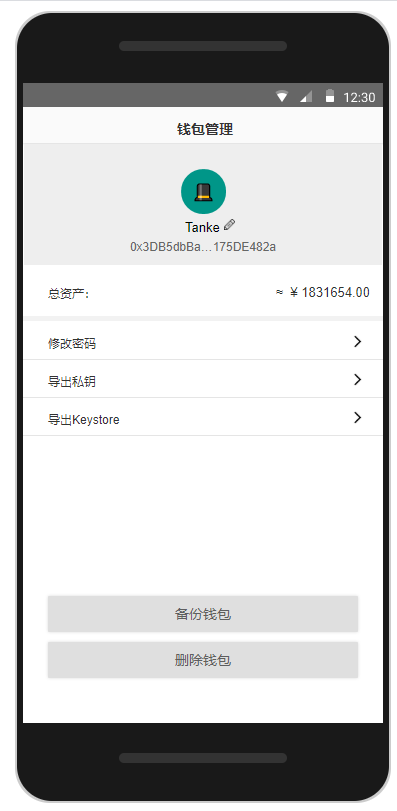 12:30
钱包管理
Tanke
0x3DB5dbBa...175DE482a
总资产： ≈ ￥1831654.00
修改密码
导出私钥
导出Keystore
备份钱包
删除钱包